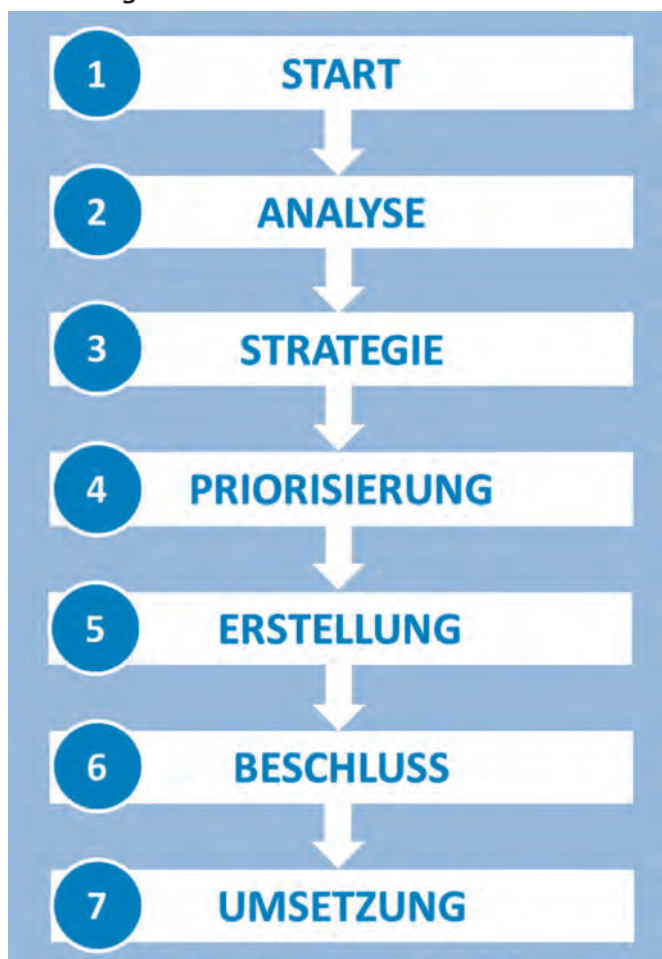 1 START
2 ANALYSE
3 STRATEGIE
4 PRIORISIERUNG
5 ERSTELLUNG
6 BESCHLUSS
7 UMSETZUNG